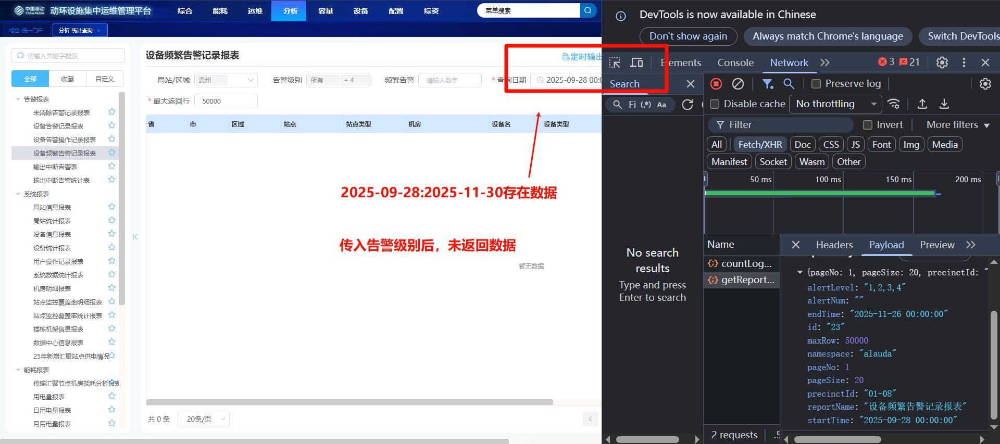 中国移动
China Mobile
动环设施集中运维管理平台
综合
能耗
运维
分析
容量
设备
配置
综资
菜单搜索
综合-统一门户
分析-统计查询 ×
请输入关键字搜索
全部
收藏
自定义
告警报表
未消除告警记录报表
设备告警记录报表
设备告警操作记录报表
设备频繁告警记录报表
输出中断告警表
输出中断告警统计表
系统报表
局站信息报表
局站统计报表
设备信息报表
设备统计报表
用户操作记录报表
系统数据统计报表
机房明细报表
站点监控覆盖率明细报表
站点监控覆盖率统计报表
楼栋机架信息报表
数据中心信息报表
25年新增汇聚站点供电情况
能耗报表
传输汇聚节点机房能耗分析报表
用电量报表
日用电量报表
月用电量报表
设备频繁告警记录报表
定时输出
局站/区域
贵州
告警级别
所有
+ 4
频繁告警
请输入数字
* 查询日期
2025-09-28 00:0
* 最大返回行
50000
省
市
区域
站点
站点类型
机房
设备名
设备类型
2025-09-28:2025-11-30存在数据
传入告警级别后，未返回数据
暂无数据
共 0 条
20条/页
DevTools is now available in Chinese
Don't show again
Always match Chrome's language
Switch DevTools
Elements
Console
Network
3
21
Search
Preserve log
Fi
(.*)
Aa
Disable cache
No throttling
Filter
Invert
More filters
All
Fetch/XHR
Doc
CSS
JS
Font
Img
Media
Manifest
Socket
Wasm
Other
50 ms
100 ms
150 ms
200 ms
No search
results
Type and press
Enter to search
Name
countLog...
getReport...
Headers
Payload
Preview
{pageNo: 1, pageSize: 20, precinctId: "
alertLevel: "1,2,3,4"
alertNum: ""
endTime: "2025-11-26 00:00:00"
id: "23"
maxRow: 50000
namespace: "alauda"
pageNo: 1
pageSize: 20
precinctId: "01-08"
reportName: "设备频繁告警记录报表"
startTime: "2025-09-28 00:00:00"
2 requests